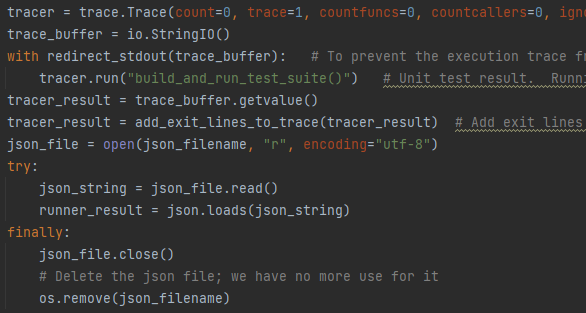 tracer = trace.Trace(count=0, trace=1, countfuncs=0, countcallers=0, igno
trace_buffer = io.StringIO()
with redirect_stdout(trace_buffer):   # To prevent the execution trace fr
    tracer.run("build_and_run_test_suite()")   # Unit test result.  Runni
tracer_result = trace_buffer.getvalue()
tracer_result = add_exit_lines_to_trace(tracer_result)  # Add exit lines
json_file = open(json_filename, "r", encoding="utf-8")
try:
    json_string = json_file.read()
    runner_result = json.loads(json_string)
finally:
    json_file.close()
    # Delete the json file; we have no more use for it
    os.remove(json_filename)